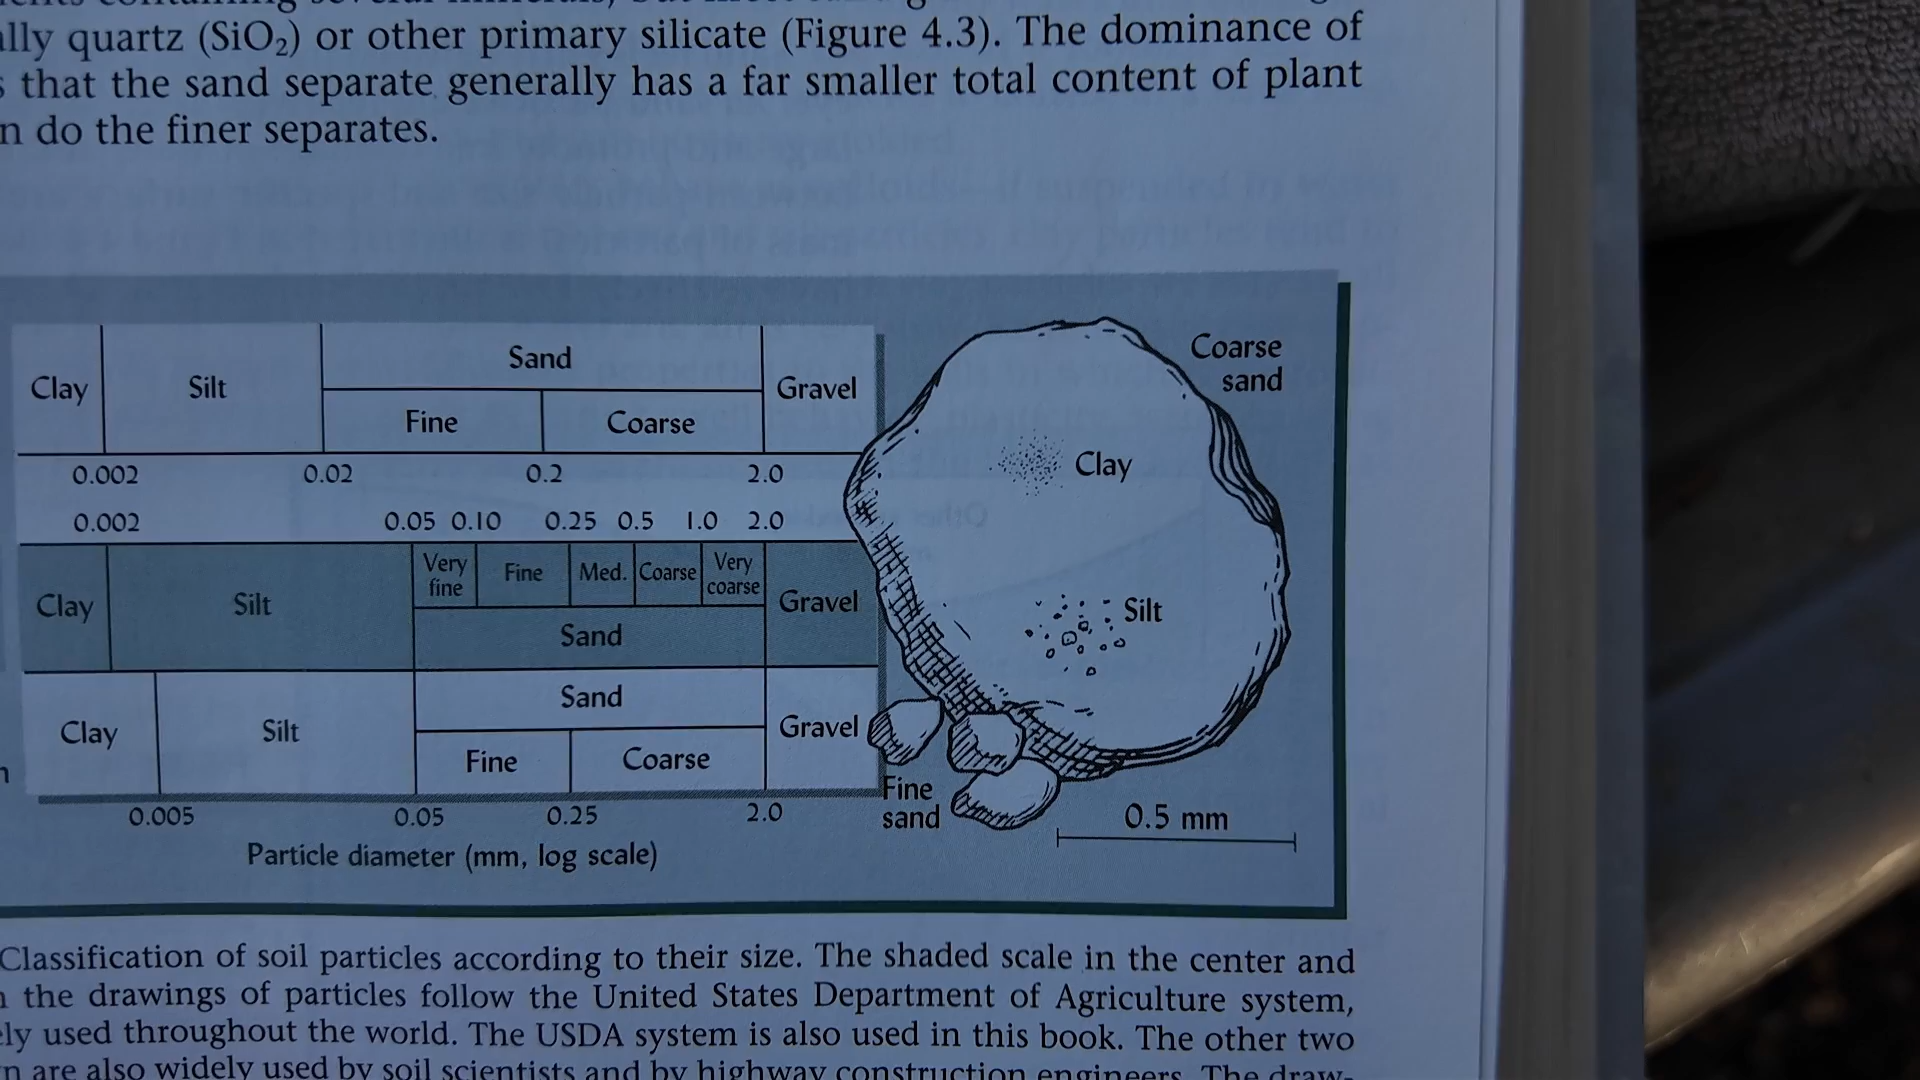 ally quartz (SiO₂) or other primary silicate (Figure 4.3). The dominance of
s that the sand separate generally has a far smaller total content of plant
n do the finer separates.
Clay Silt Sand Gravel
Fine Coarse
0.002 0.02 0.2 2.0
0.002 0.05 0.10 0.25 0.5 1.0 2.0
Clay Silt Very fine Fine Med. Coarse Very coarse Gravel
Sand
Clay Silt Sand Gravel
Fine Coarse
0.005 0.05 0.25 2.0
Particle diameter (mm, log scale)
Coarse
sand
Clay
Silt
Fine
sand
0.5 mm
Classification of soil particles according to their size. The shaded scale in the center and
the drawings of particles follow the United States Department of Agriculture system,
ly used throughout the world. The USDA system is also used in this book. The other two
are also widely used by soil scientists and by highway construction engineers. The draw-